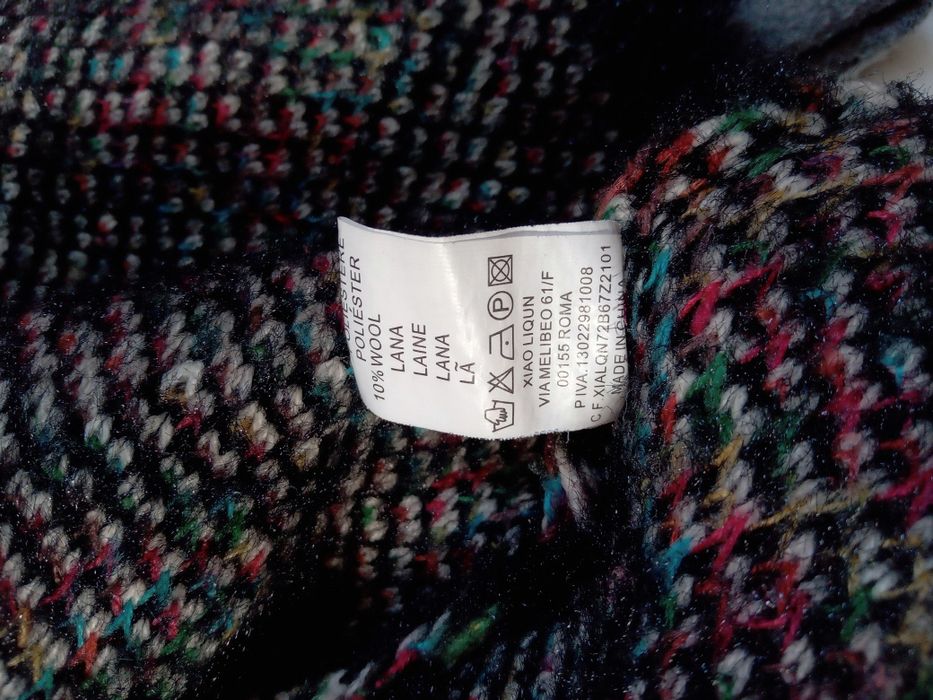 POLIESTER
10% WOOL
LANA
LAINE
LANA
LÃ
P
XIAO LIQUN
VIA MELIBEO 61/F
00155 ROMA
P IVA.13022981008
C.F.XIALQN72B67Z2101
MADE IN CHINA